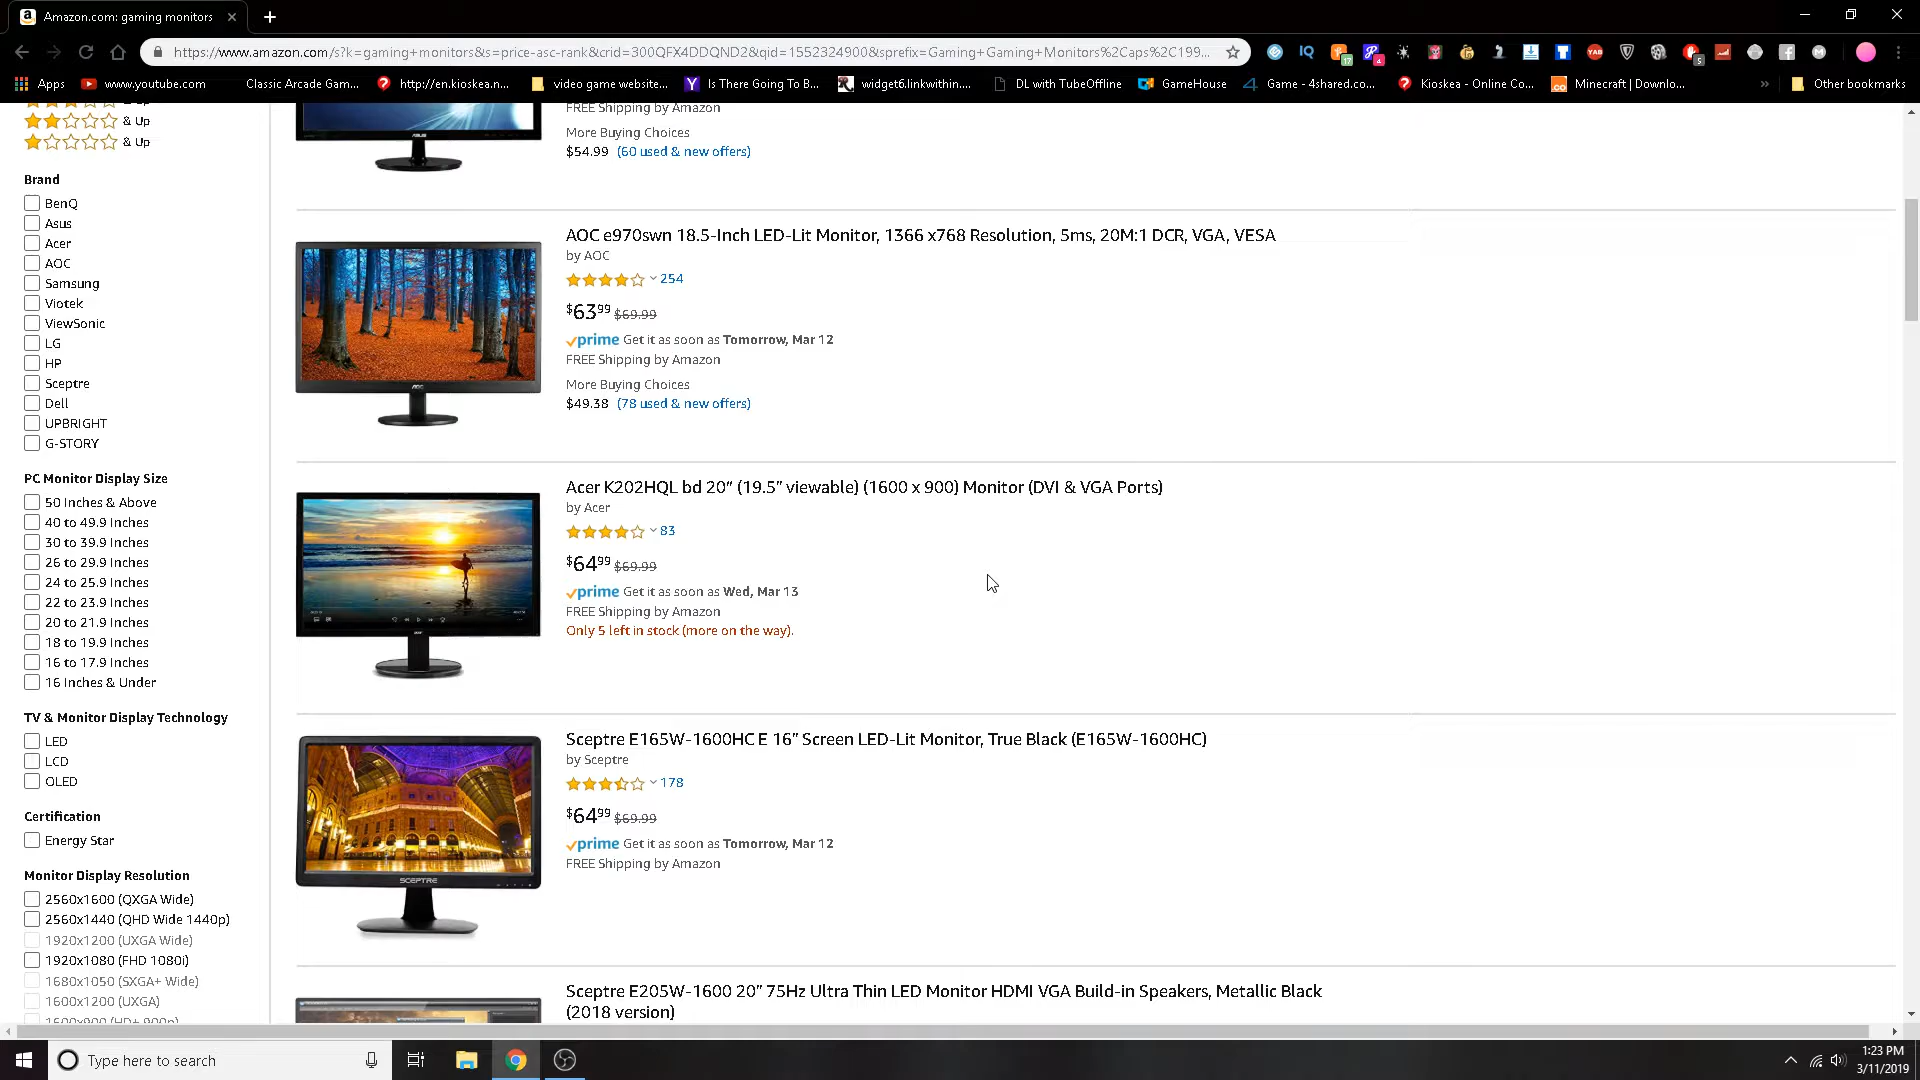 Amazon.com: gaming monitors
https://www.amazon.com/s?k=gaming+monitors&s=price-asc-rank&crid=300QFX4DDQND2&qid=1552324900&sprefix=Gaming+Gaming+Monitors%2Caps%2C199...
Apps www.youtube.com Classic Arcade Gam... http://en.kioskea.n... video game website... Is There Going To B... widget6.linkwithin.... DL with TubeOffline GameHouse Game - 4shared.co... Kioskea - Online Co... Minecraft | Downlo... » Other bookmarks
& Up
& Up
Brand
BenQ
Asus
Acer
AOC
Samsung
Viotek
ViewSonic
LG
HP
Sceptre
Dell
UPBRIGHT
G-STORY
PC Monitor Display Size
50 Inches & Above
40 to 49.9 Inches
30 to 39.9 Inches
26 to 29.9 Inches
24 to 25.9 Inches
22 to 23.9 Inches
20 to 21.9 Inches
18 to 19.9 Inches
16 to 17.9 Inches
16 Inches & Under
TV & Monitor Display Technology
LED
LCD
OLED
Certification
Energy Star
Monitor Display Resolution
2560x1600 (QXGA Wide)
2560x1440 (QHD Wide 1440p)
1920x1200 (UXGA Wide)
1920x1080 (FHD 1080i)
1680x1050 (SXGA+ Wide)
1600x1200 (UXGA)
1600x900 (HD+ 900p)
FREE Shipping by Amazon
More Buying Choices
$54.99 (60 used & new offers)
AOC e970swn 18.5-Inch LED-Lit Monitor, 1366 x768 Resolution, 5ms, 20M:1 DCR, VGA, VESA
by AOC
254
$63.99 $69.99
prime Get it as soon as Tomorrow, Mar 12
FREE Shipping by Amazon
More Buying Choices
$49.38 (78 used & new offers)
Acer K202HQL bd 20” (19.5” viewable) (1600 x 900) Monitor (DVI & VGA Ports)
by Acer
83
$64.99 $69.99
prime Get it as soon as Wed, Mar 13
FREE Shipping by Amazon
Only 5 left in stock (more on the way).
SCEPTRE
Sceptre E165W-1600HC E 16" Screen LED-Lit Monitor, True Black (E165W-1600HC)
by Sceptre
178
$64.99 $69.99
prime Get it as soon as Tomorrow, Mar 12
FREE Shipping by Amazon
Sceptre E205W-1600 20" 75Hz Ultra Thin LED Monitor HDMI VGA Build-in Speakers, Metallic Black
(2018 version)
Type here to search
1:23 PM
3/11/2019